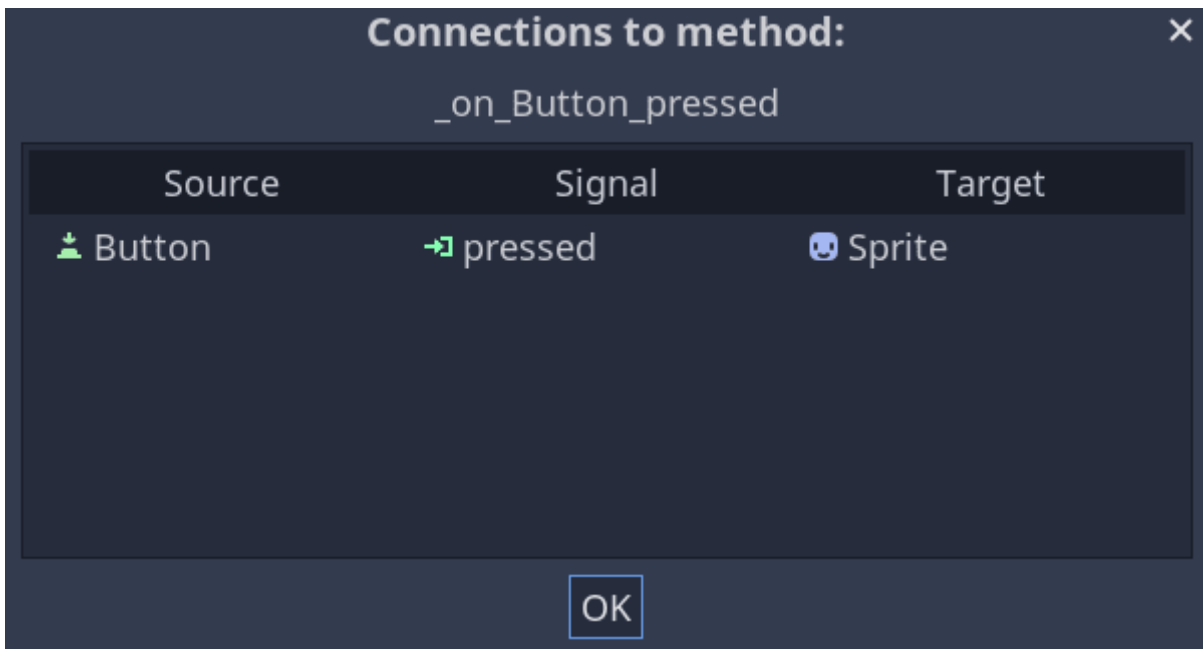 Connections to method:
_on_Button_pressed
Source Signal Target
Button pressed Sprite
OK